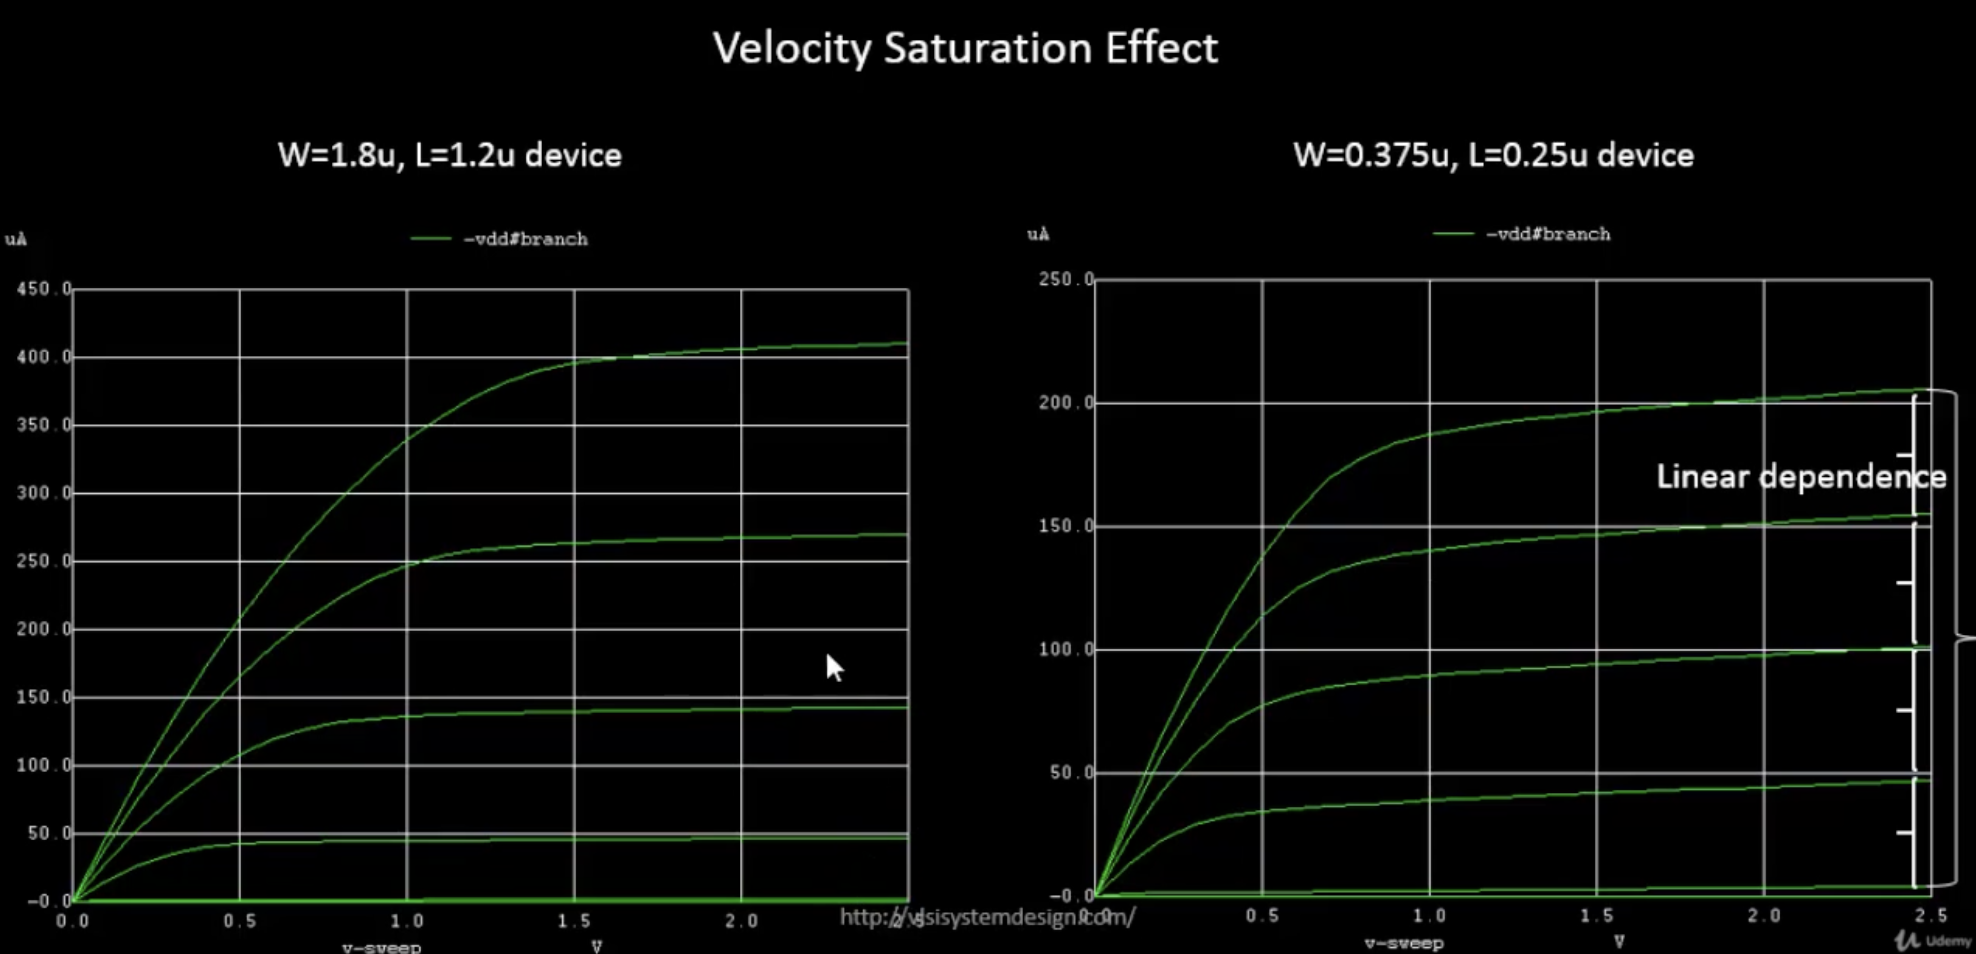 Velocity Saturation Effect
W=1.8u, L=1.2u device
uA
-vdd#branch
450.0
400.0
350.0
300.0
250.0
200.0
150.0
100.0
50.0
-0.0
0.0 0.5 1.0 1.5 2.0
v-sweep V
W=0.375u, L=0.25u device
uA
-vdd#branch
250.0
200.0
Linear dependence
150.0
100.0
50.0
-0.0
0.5 1.0 1.5 2.0 2.5
v-sweep V
http://vlsisystemdesign.com/
Udemy